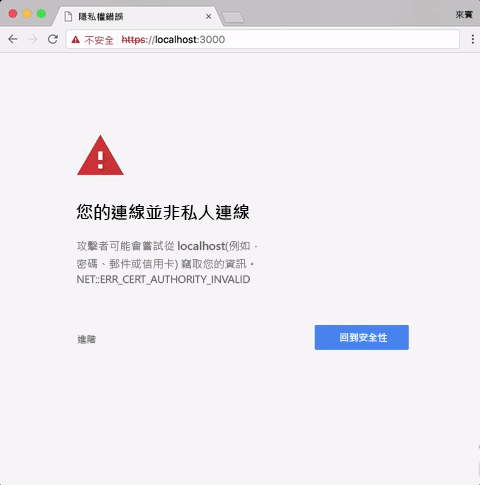 隱私權錯誤
來賓
不安全 https://localhost:3000
您的連線並非私人連線
攻擊者可能會嘗試從 localhost(例如，
密碼、郵件或信用卡) 竊取您的資訊。
NET::ERR_CERT_AUTHORITY_INVALID
進階
回到安全性